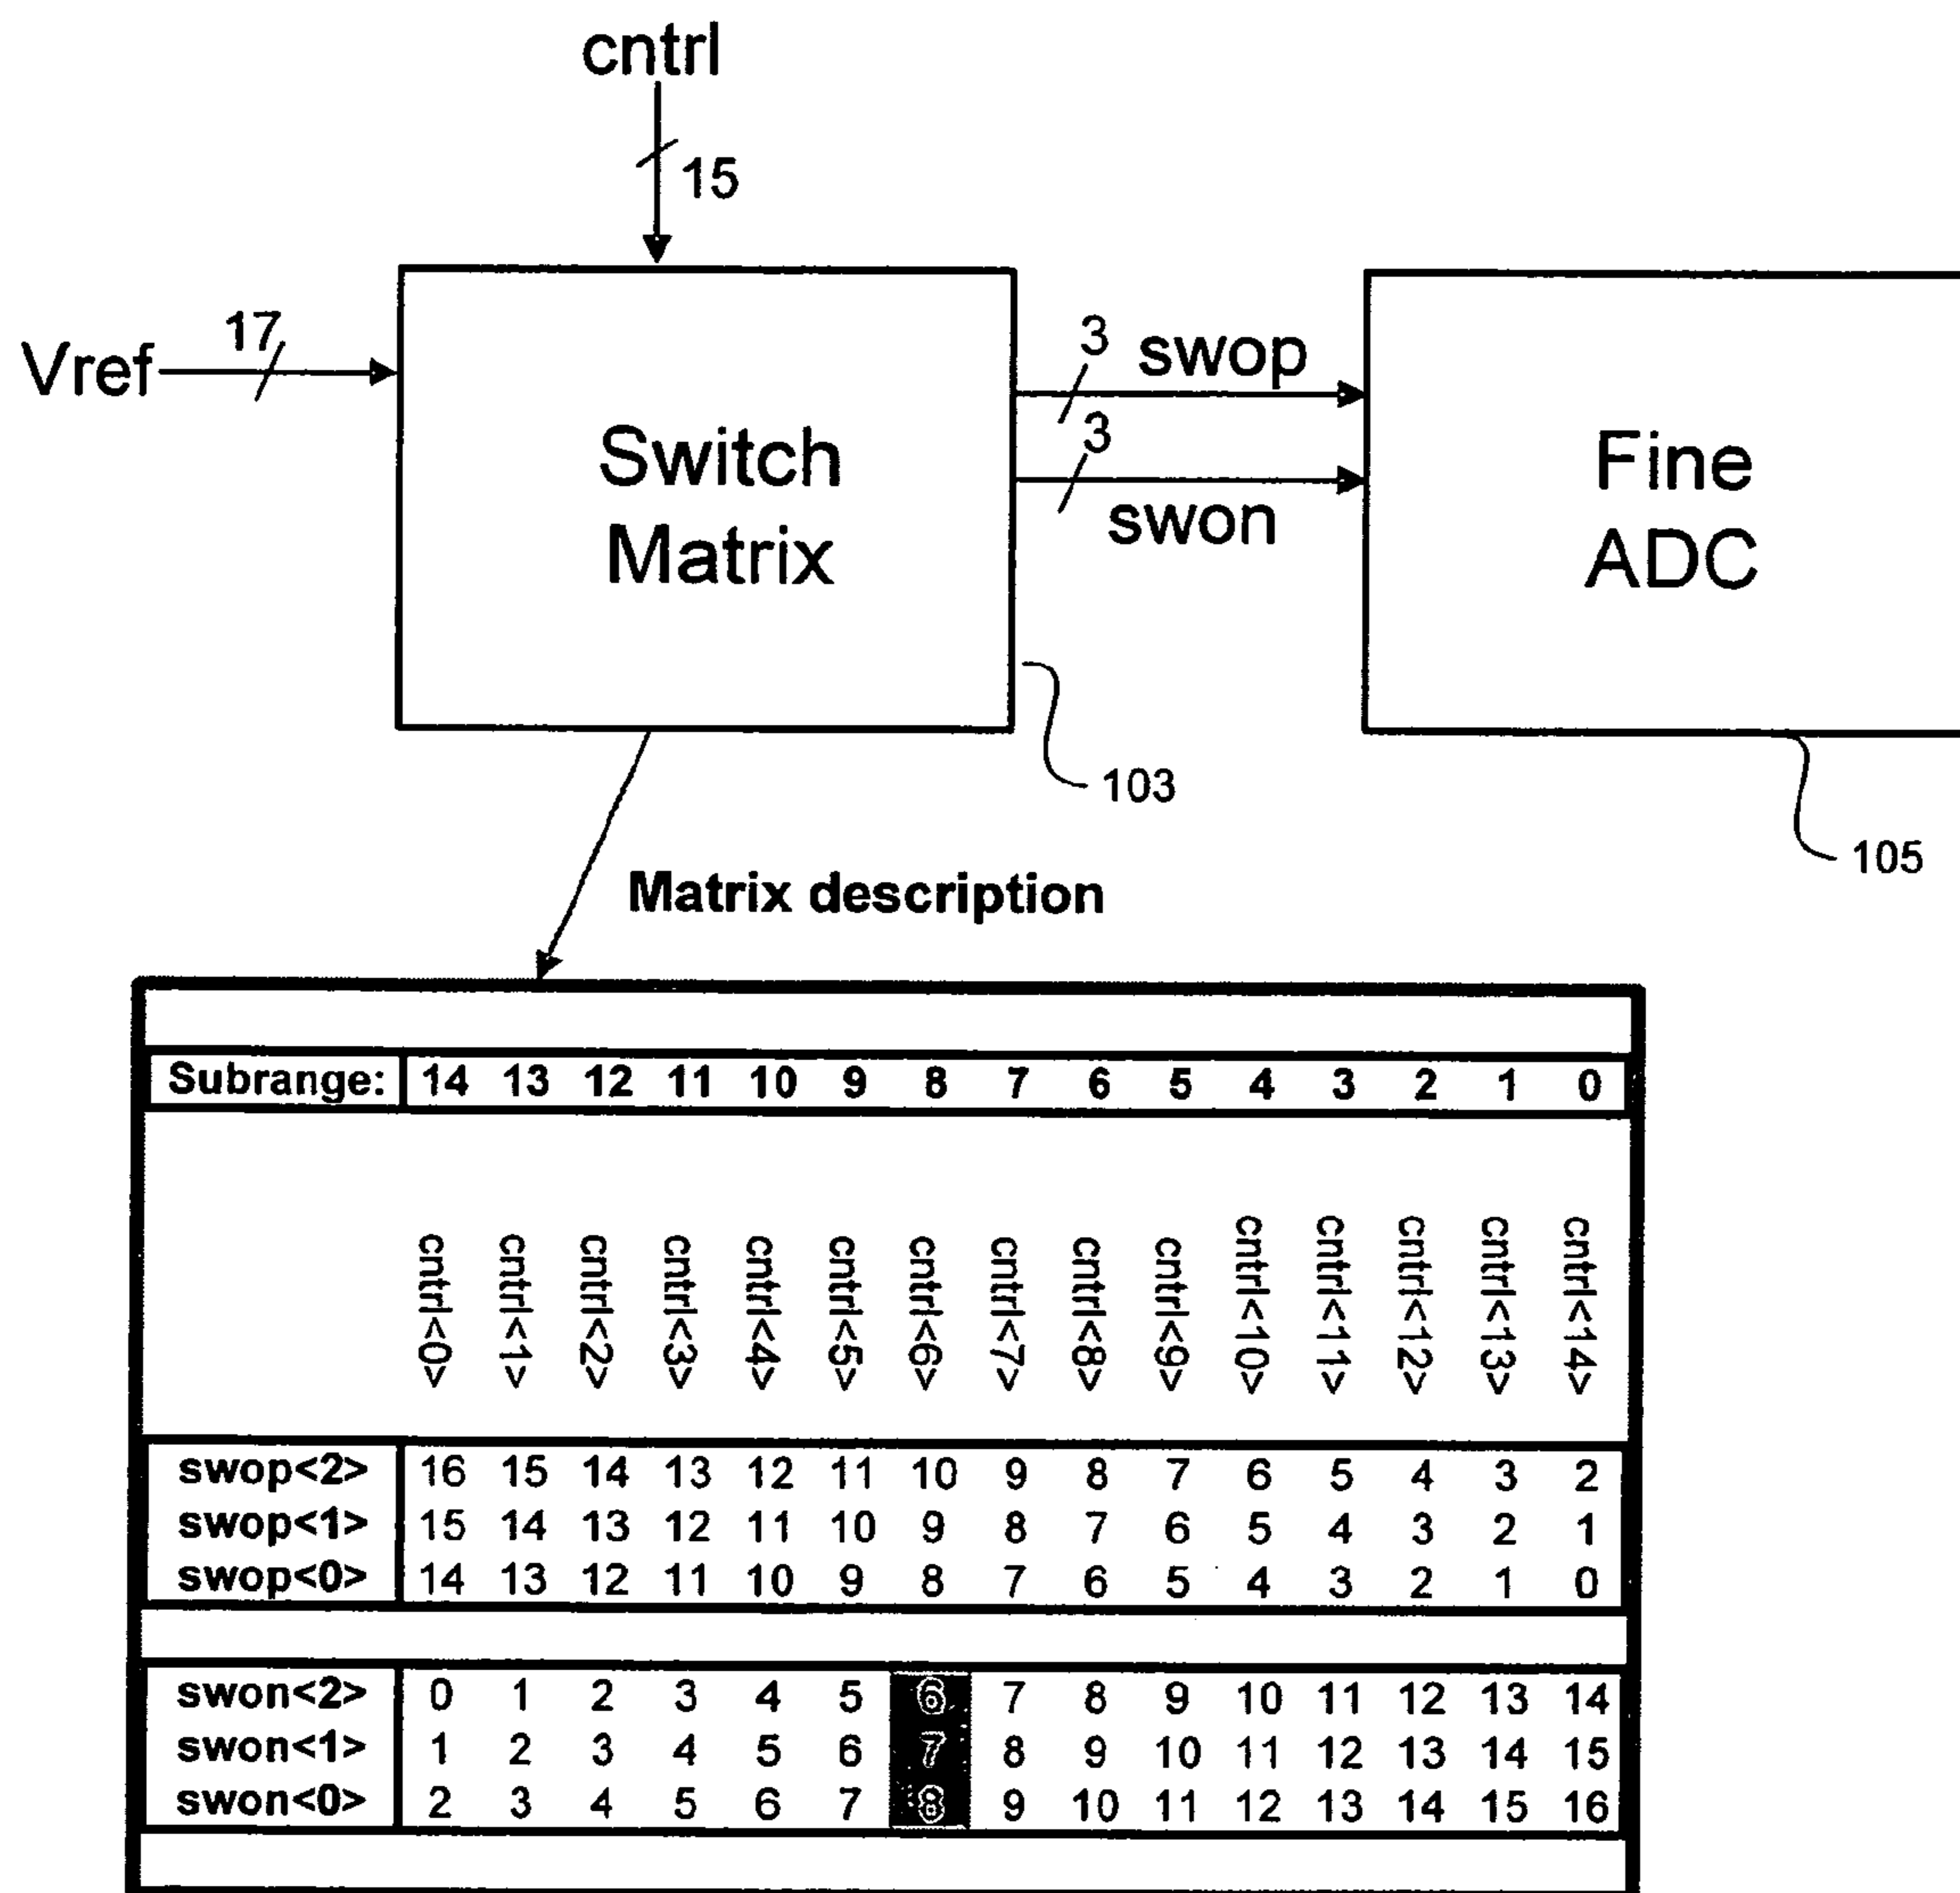 cntrl
15
Vref
17
3
swop
3
swon
Switch
Matrix
Fine
ADC
103
105
Matrix description
Subrange: 14 13 12 11 10 9 8 7 6 5 4 3 2 1 0
cntrl<0> cntrl<1> cntrl<2> cntrl<3> cntrl<4> cntrl<5> cntrl<6> cntrl<7> cntrl<8> cntrl<9> cntrl<10> cntrl<11> cntrl<12> cntrl<13> cntrl<14>
swop<2> 16 15 14 13 12 11 10 9 8 7 6 5 4 3 2
swop<1> 15 14 13 12 11 10 9 8 7 6 5 4 3 2 1
swop<0> 14 13 12 11 10 9 8 7 6 5 4 3 2 1 0
swon<2> 0 1 2 3 4 5 6 7 8 9 10 11 12 13 14
swon<1> 1 2 3 4 5 6 7 8 9 10 11 12 13 14 15
swon<0> 2 3 4 5 6 7 8 9 10 11 12 13 14 15 16